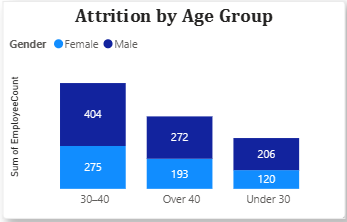 Attrition by Age Group
Gender Female Male
Sum of EmployeeCount
404 272 206
275 193 120
30–40 Over 40 Under 30